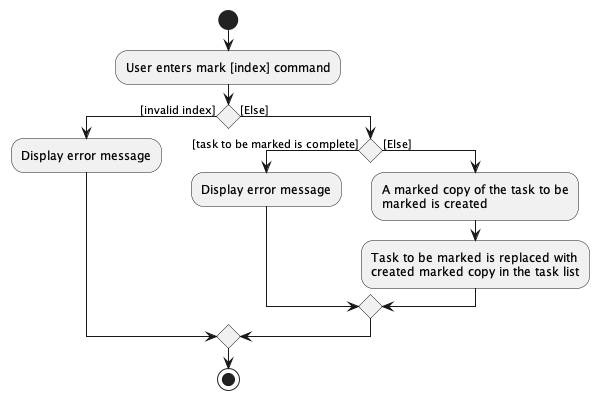 User enters mark [index] command
[invalid index]
[Else]
Display error message
[task to be marked is complete]
[Else]
Display error message
A marked copy of the task to be
marked is created
Task to be marked is replaced with
created marked copy in the task list